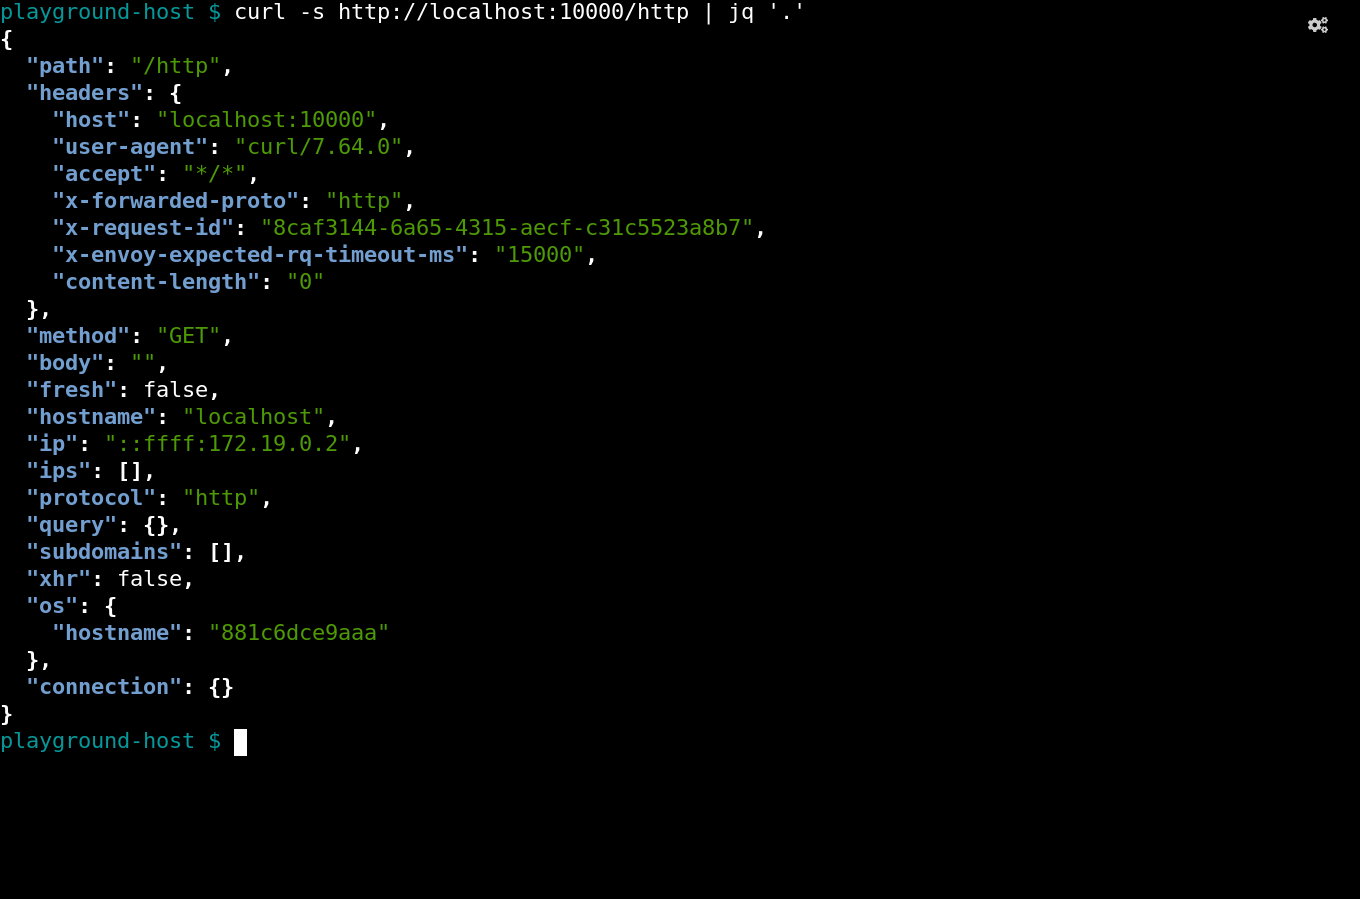 playground-host $ curl -s http://localhost:10000/http | jq '.'
{
  "path": "/http",
  "headers": {
    "host": "localhost:10000",
    "user-agent": "curl/7.64.0",
    "accept": "*/*",
    "x-forwarded-proto": "http",
    "x-request-id": "8caf3144-6a65-4315-aecf-c31c5523a8b7",
    "x-envoy-expected-rq-timeout-ms": "15000",
    "content-length": "0"
  },
  "method": "GET",
  "body": "",
  "fresh": false,
  "hostname": "localhost",
  "ip": "::ffff:172.19.0.2",
  "ips": [],
  "protocol": "http",
  "query": {},
  "subdomains": [],
  "xhr": false,
  "os": {
    "hostname": "881c6dce9aaa"
  },
  "connection": {}
}
playground-host $